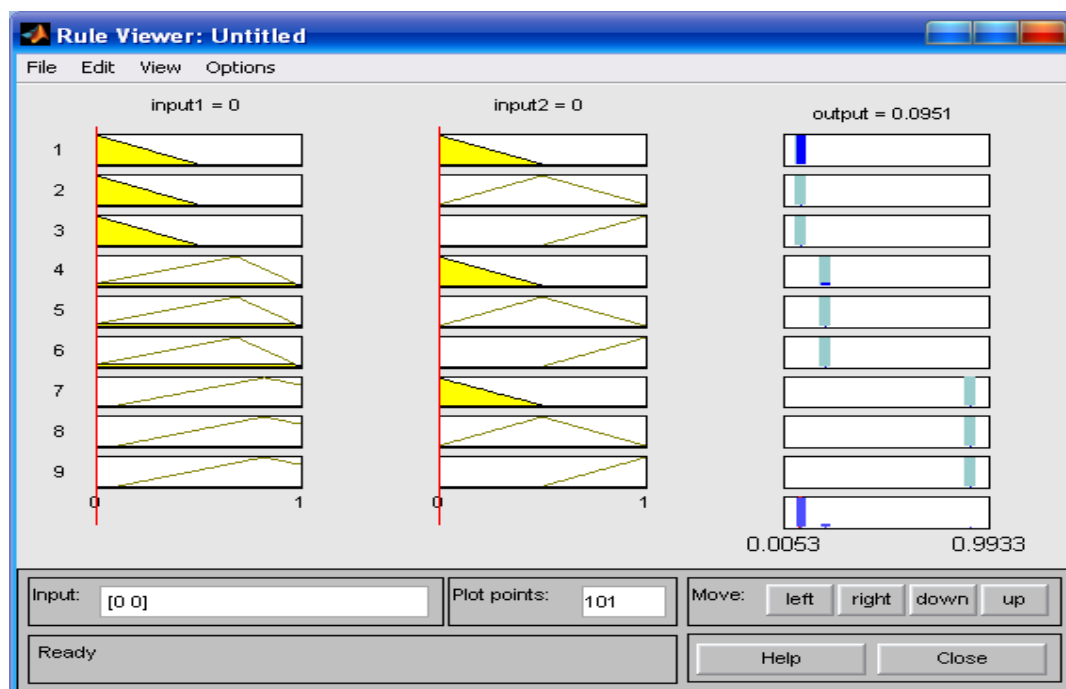 Rule Viewer: Untitled
File Edit View Options
input1 = 0 input2 = 0 output = 0.0951
1
2
3
4
5
6
7
8
9
0 1 0 1
0.0053 0.9933
Input: [0 0] Plot points: 101 Move: left right down up
Ready Help Close